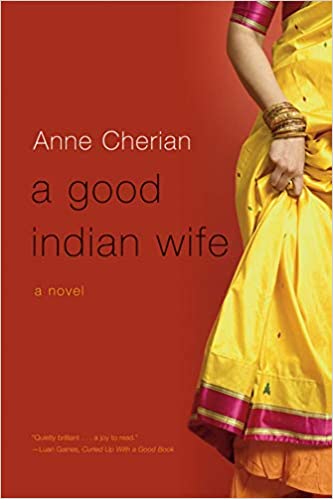 Anne Cherian
a good
indian wife
a novel
"Quietly brilliant . . . a joy to read."
—Luan Gaines, Curled Up With a Good Book